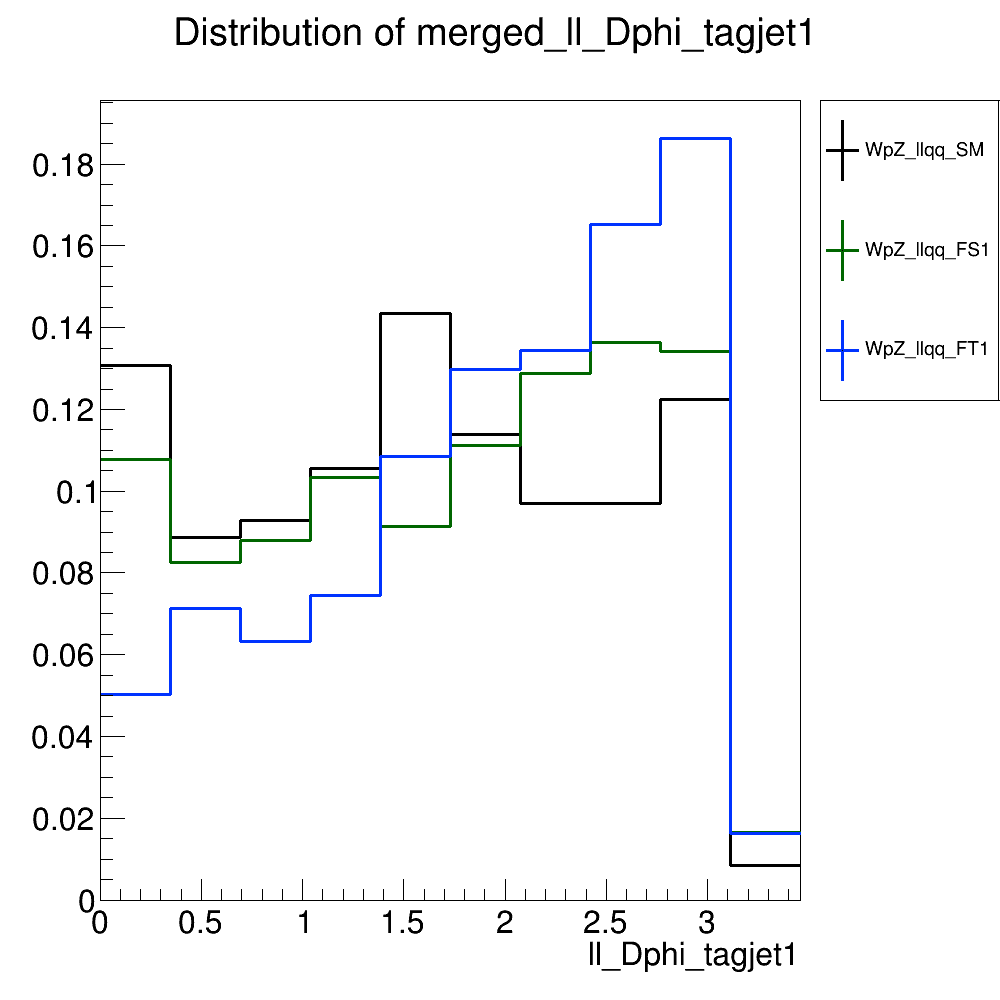 Distribution of merged_ll_Dphi_tagjet1
WpZ_llqq_SM
WpZ_llqq_FS1
WpZ_llqq_FT1
0.18
0.16
0.14
0.12
0.1
0.08
0.06
0.04
0.02
0
0 0.5 1 1.5 2 2.5 3
ll_Dphi_tagjet1